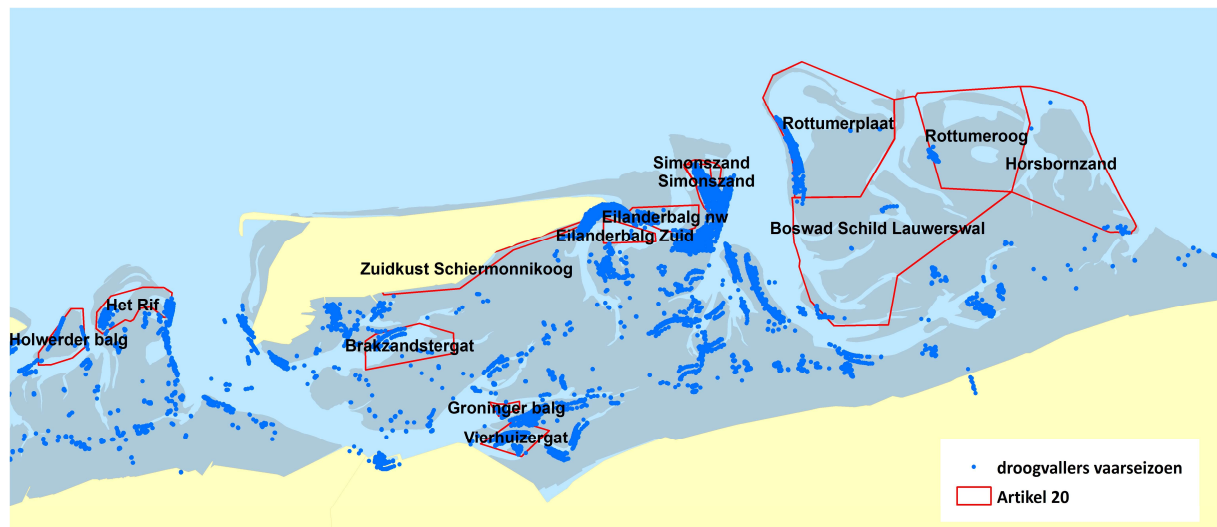 Rottumerplaat
Rottumeroog
Simonszand
Horsbornzand
Simonszand
Eilanderbalg nw
Boswad Schild Lauwerswal
Eilanderbalg Zuid
Zuidkust Schiermonnikoog
Het Rif
Holwerder balg
Brakzandstergat
Groninger balg
Vierhuizergat
droogvallers vaarseizoen
Artikel 20